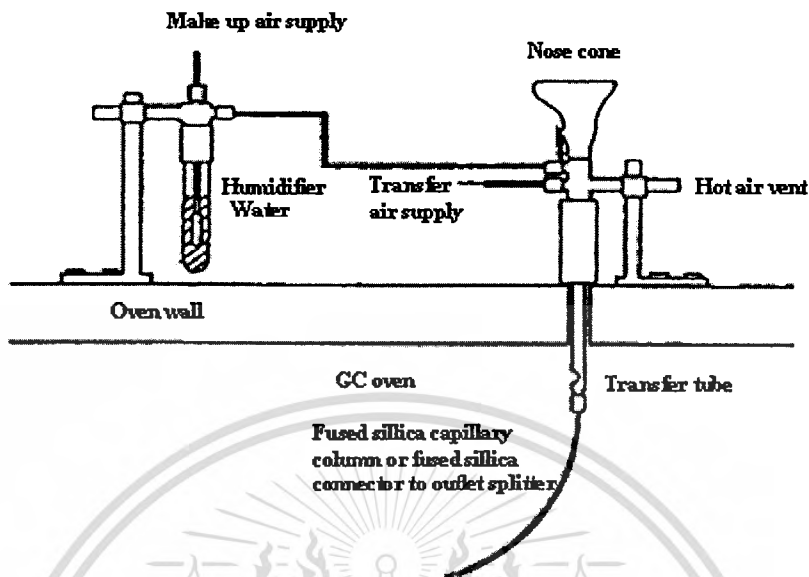 Make up air supply
Nose cone
Humidifier
Water
Transfer
air supply
Hot air vent
Oven wall
GC oven
Transfer tube
Fused sillica capillary
column or fused sillica
connector to outlet splitter